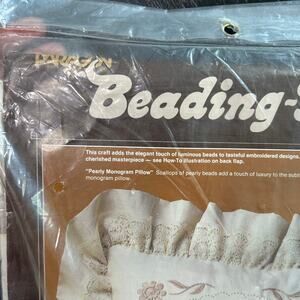 PARAGON
Beading-
This craft adds the elegant touch of luminous beads to tasteful embroidered designs.
cherished masterpiece — see How-To illustration on back flap.
"Pearly Monogram Pillow" Scallops of pearly beads add a touch of luxury to the subt
monogram pillow.